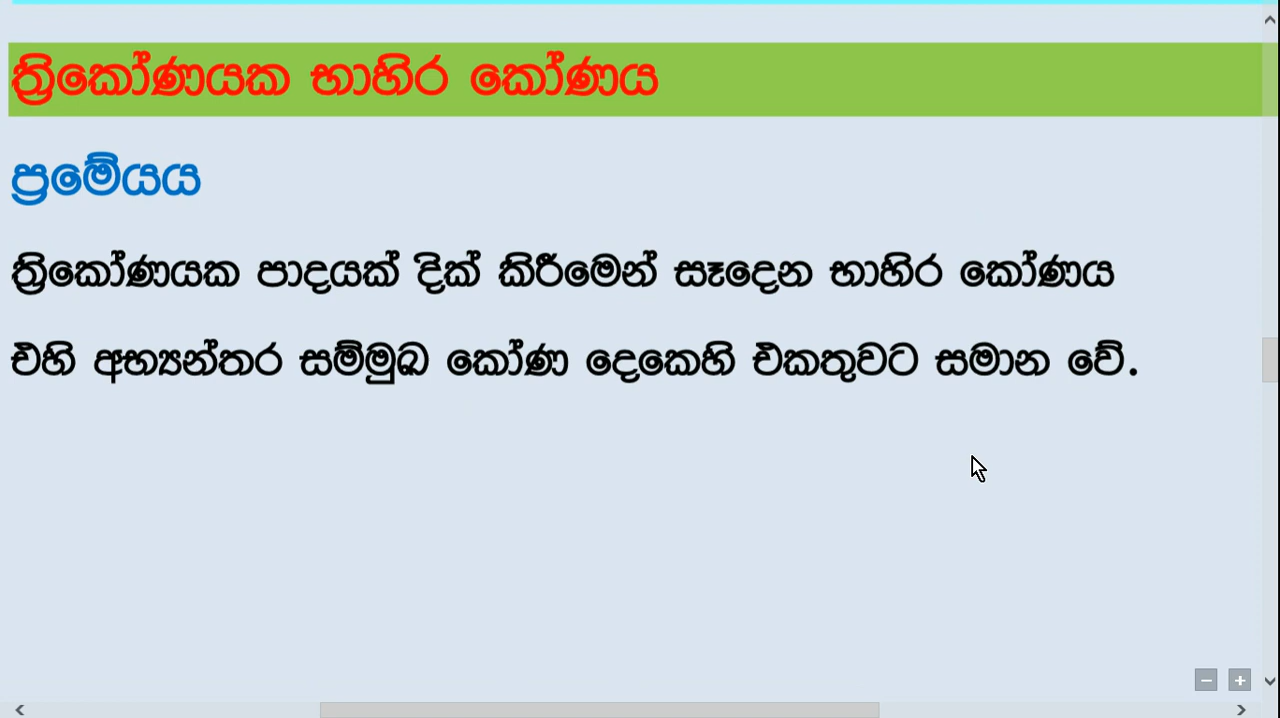 ත්‍රිකෝණයක භාහිර කෝණය
ප්‍රමේයය
ත්‍රිකෝණයක පාදයක් දික් කිරීමෙන් සෑදෙන භාහිර කෝණය
එහි අභ්‍යන්තර සම්මුඛ කෝණ දෙකෙහි එකතුවට සමාන වේ.